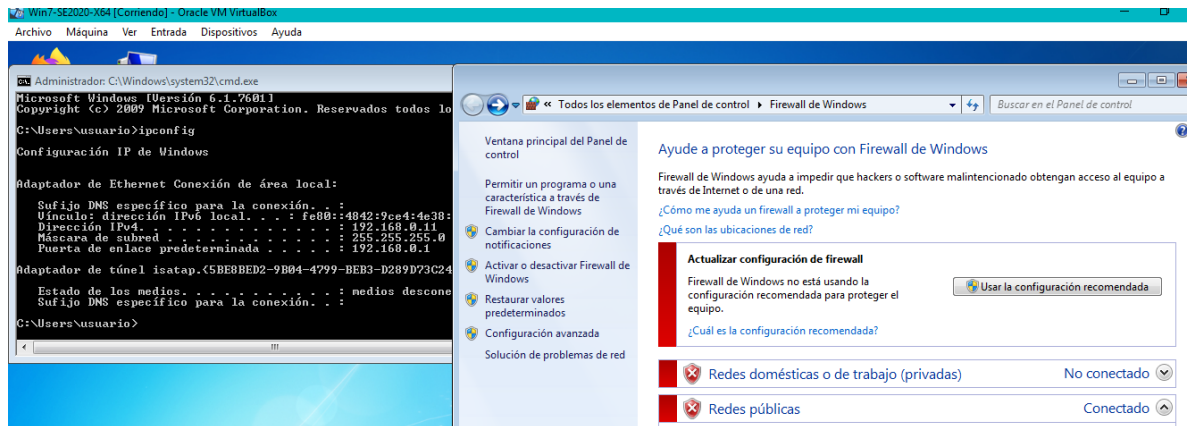 Win7-SE2020-X64 [Corriendo] - Oracle VM VirtualBox
Archivo Máquina Ver Entrada Dispositivos Ayuda
Administrador: C:\Windows\system32\cmd.exe
Microsoft Windows [Versión 6.1.7601]
Copyright (c) 2009 Microsoft Corporation. Reservados todos lo
C:\Users\usuario>ipconfig
Configuración IP de Windows
Adaptador de Ethernet Conexión de área local:
Sufijo DNS específico para la conexión. . :
Vínculo: dirección IPv6 local. . . : fe80::4842:9ce4:4e38:
Dirección IPv4. . . . . . . . . . . . . . : 192.168.0.11
Máscara de subred . . . . . . . . . . . . : 255.255.255.0
Puerta de enlace predeterminada . . . . . : 192.168.0.1
Adaptador de túnel isatap.{5BE8BED2-9B04-4799-BEB3-D289D73C24
Estado de los medios. . . . . . . . . . . : medios descone
Sufijo DNS específico para la conexión. . :
C:\Users\usuario>
« Todos los elementos de Panel de control ▸ Firewall de Windows
Buscar en el Panel de control
Ventana principal del Panel de
control
Permitir un programa o una
característica a través de
Firewall de Windows
Cambiar la configuración de
notificaciones
Activar o desactivar Firewall de
Windows
Restaurar valores
predeterminados
Configuración avanzada
Solución de problemas de red
Ayude a proteger su equipo con Firewall de Windows
Firewall de Windows ayuda a impedir que hackers o software malintencionado obtengan acceso al equipo a
través de Internet o de una red.
¿Cómo me ayuda un firewall a proteger mi equipo?
¿Qué son las ubicaciones de red?
Actualizar configuración de firewall
Firewall de Windows no está usando la
configuración recomendada para proteger el
equipo.
Usar la configuración recomendada
¿Cuál es la configuración recomendada?
Redes domésticas o de trabajo (privadas) No conectado
Redes públicas Conectado